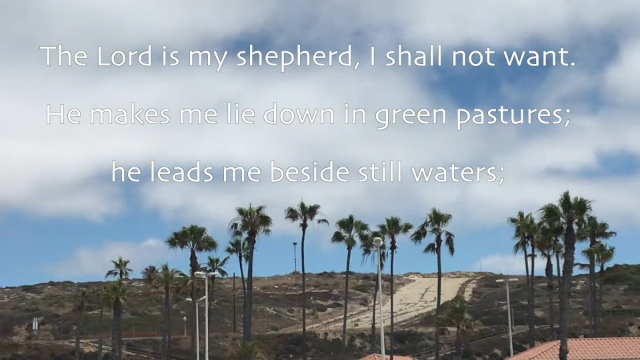 The Lord is my shepherd, I shall not want.
He makes me lie down in green pastures;
he leads me beside still waters;